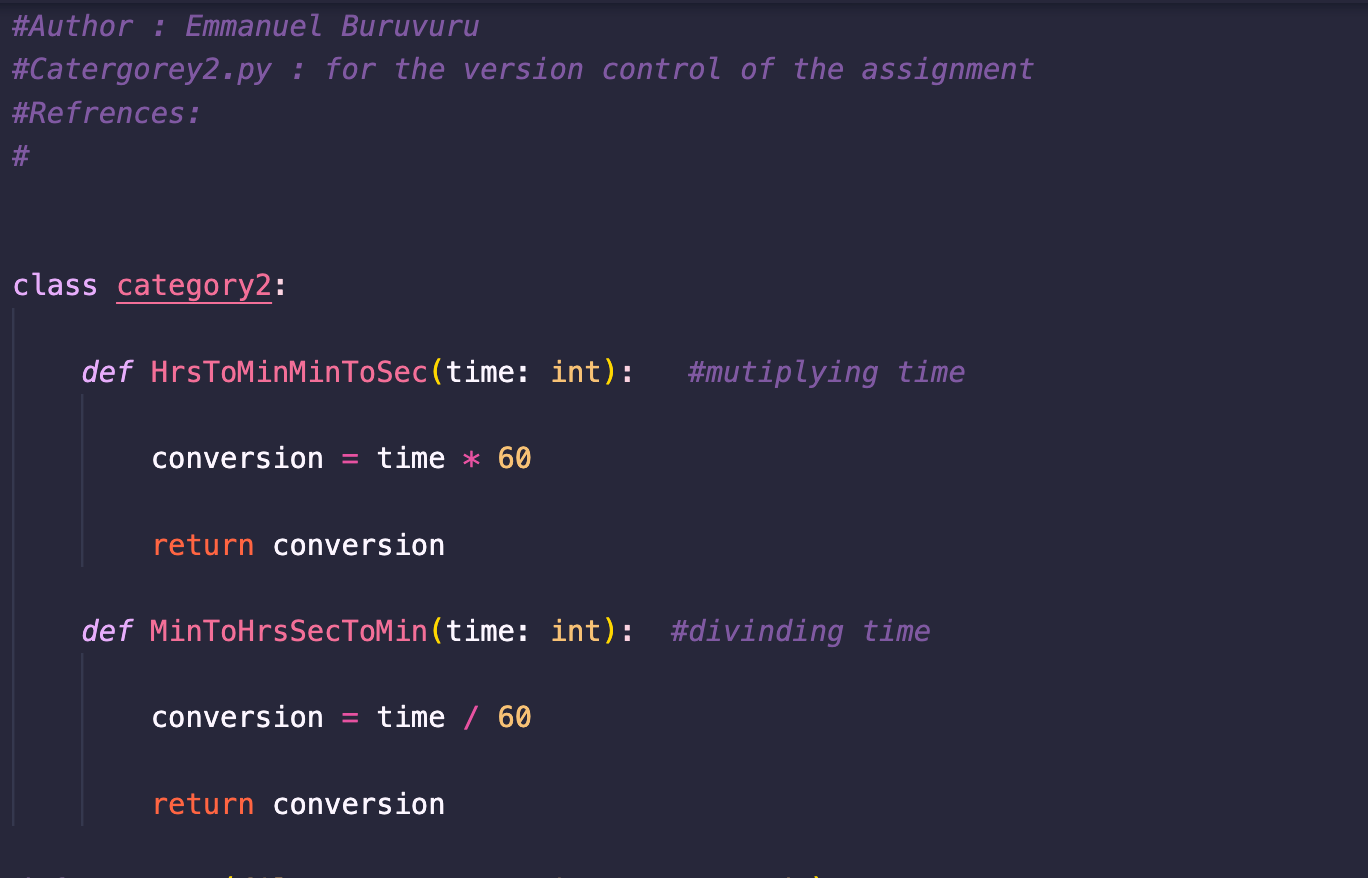 #Author : Emmanuel Buruvuru
#Catergorey2.py : for the version control of the assignment
#Refrences:
#
class category2:
def HrsToMinMinToSec(time: int):   #mutiplying time
conversion = time * 60
return conversion
def MinToHrsSecToMin(time: int):  #divinding time
conversion = time / 60
return conversion